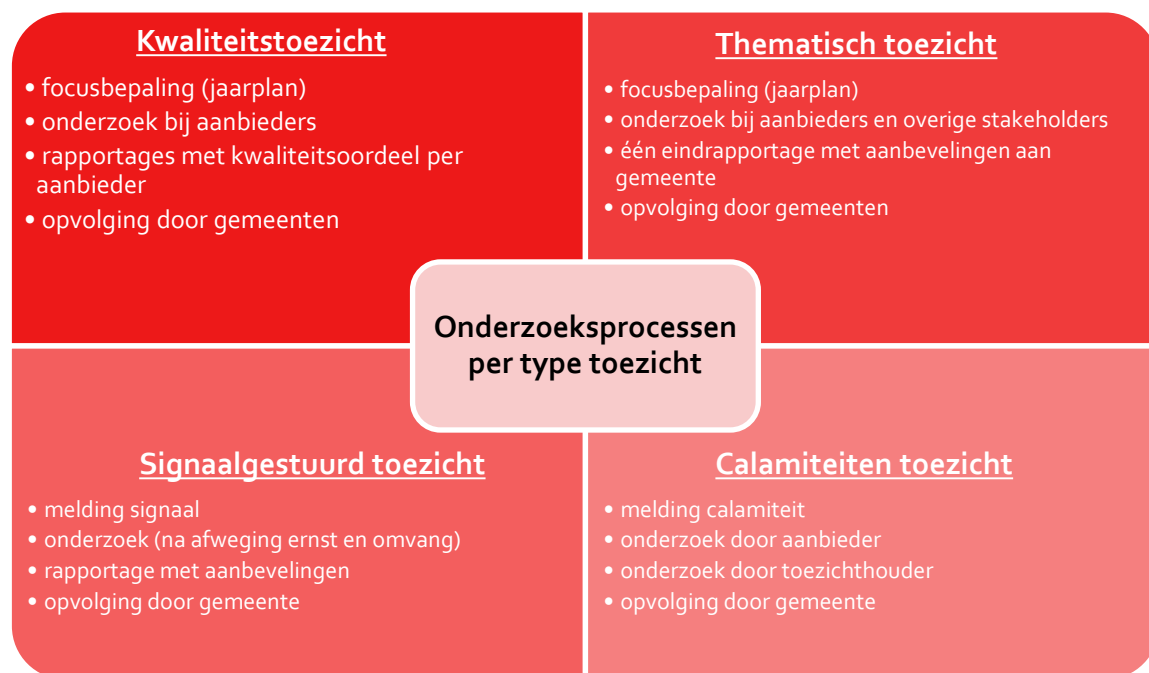 Kwaliteitstoezicht
• focusbepaling (jaarplan)
• onderzoek bij aanbieders
• rapportages met kwaliteitsoordeel per
aanbieder
• opvolging door gemeenten
Thematisch toezicht
• focusbepaling (jaarplan)
• onderzoek bij aanbieders en overige stakeholders
• één eindrapportage met aanbevelingen aan
gemeente
• opvolging door gemeenten
Onderzoeksprocessen
per type toezicht
Signaalgestuurd toezicht
• melding signaal
• onderzoek (na afweging ernst en omvang)
• rapportage met aanbevelingen
• opvolging door gemeente
Calamiteiten toezicht
• melding calamiteit
• onderzoek door aanbieder
• onderzoek door toezichthouder
• opvolging door gemeente